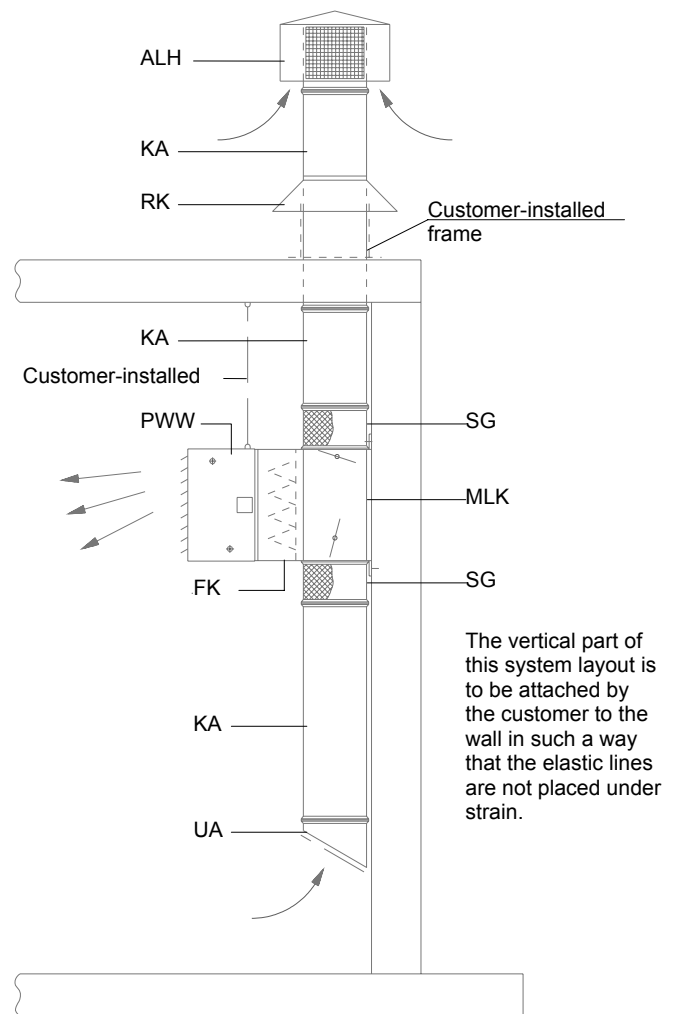 ALH
KA
RK
Customer-installed
frame
KA
Customer-installed
PWW
SG
MLK
FK
SG
The vertical part of
this system layout is
to be attached by
the customer to the
wall in such a way
that the elastic lines
are not placed under
strain.
KA
UA